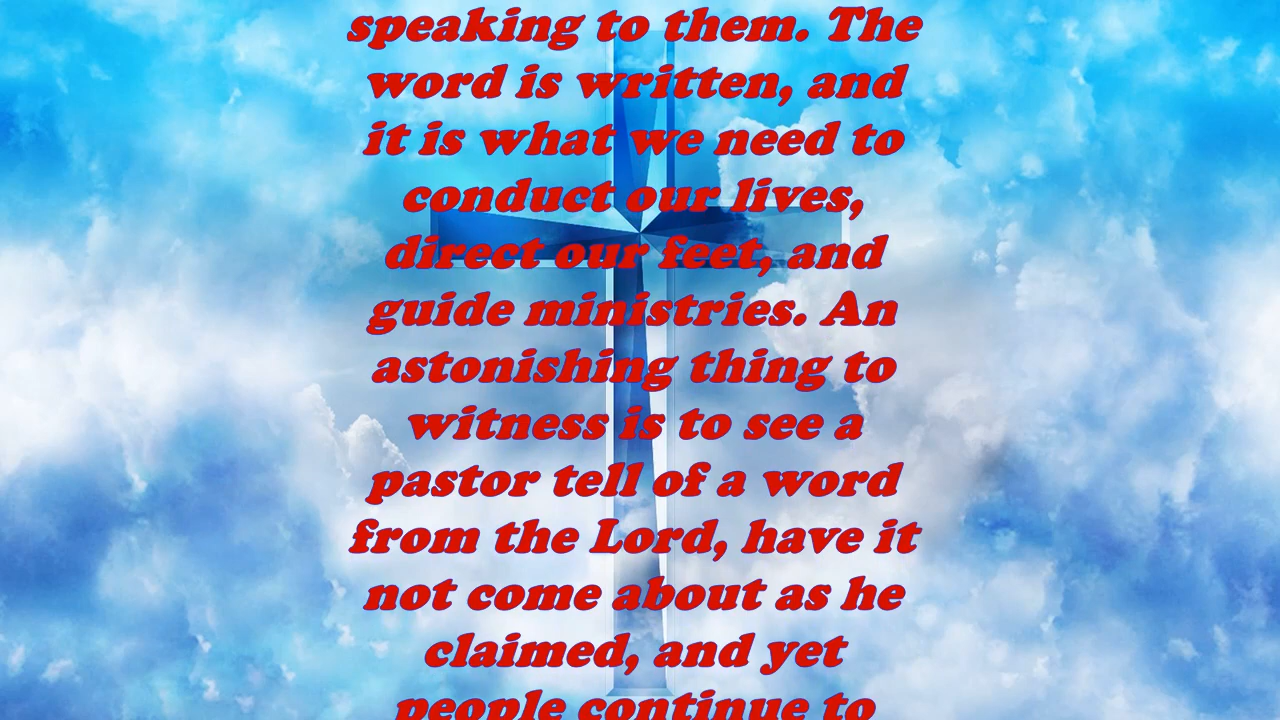 speaking to them. The
word is written, and
it is what we need to
conduct our lives,
direct our feet, and
guide ministries. An
astonishing thing to
witness is to see a
pastor tell of a word
from the Lord, have it
not come about as he
claimed, and yet
people continue to